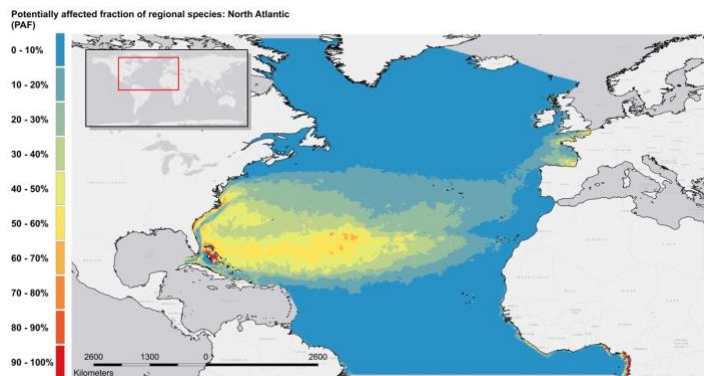 Potentially affected fraction of regional species: North Atlantic
(PAF)
0 - 10%
10 - 20%
20 - 30%
30 - 40%
40 - 50%
50 - 60%
60 - 70%
70 - 80%
80 - 90%
90 - 100%
2600 1300 0 2600
Kilometers